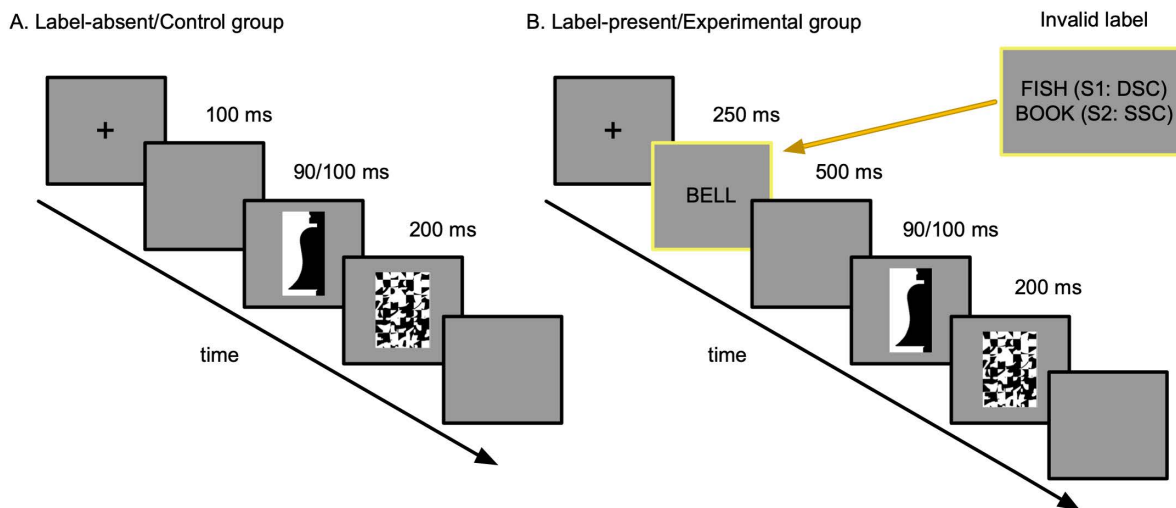 A. Label-absent/Control group
+
100 ms
90/100 ms
200 ms
time
B. Label-present/Experimental group
+
250 ms
BELL
500 ms
90/100 ms
200 ms
time
Invalid label
FISH (S1: DSC)
BOOK (S2: SSC)